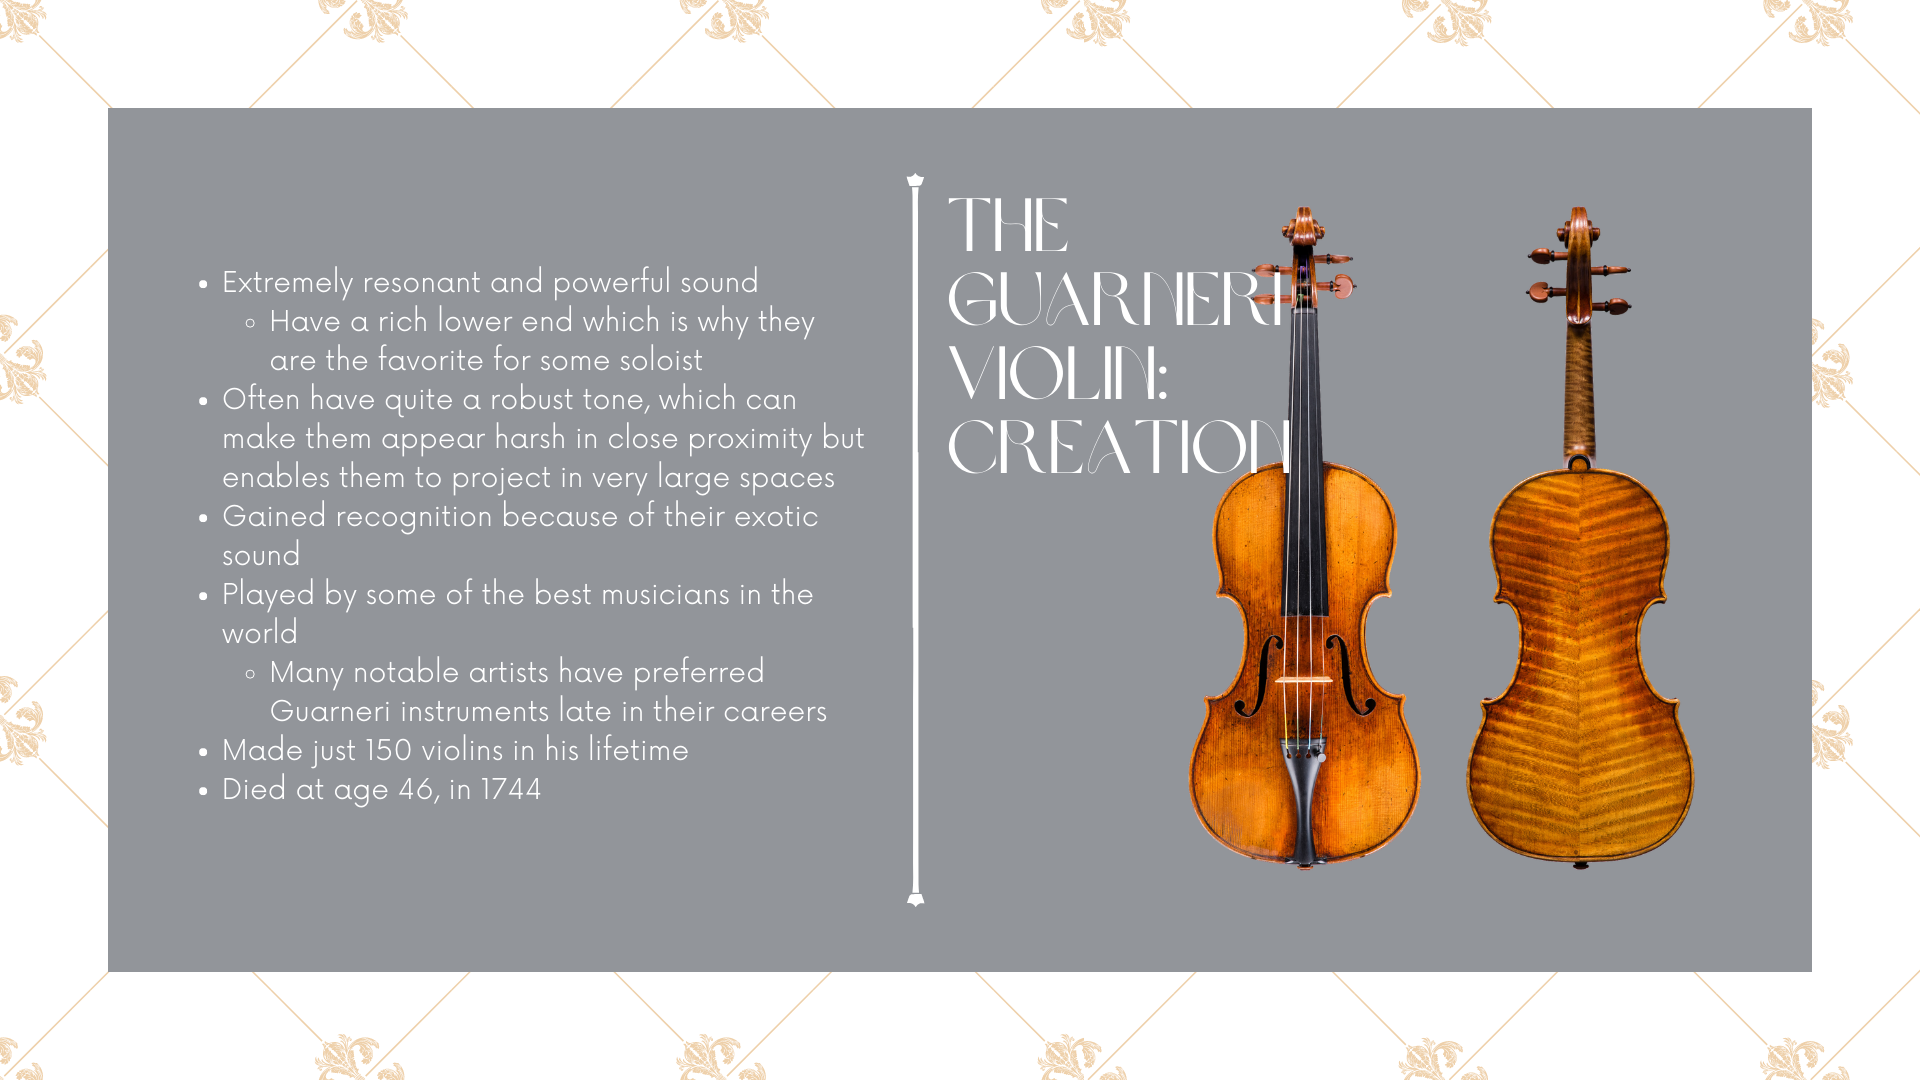 THE
GUARNERI
VIOLIN:
CREATION
• Extremely resonant and powerful sound
◦ Have a rich lower end which is why they
are the favorite for some soloist
• Often have quite a robust tone, which can
make them appear harsh in close proximity but
enables them to project in very large spaces
• Gained recognition because of their exotic
sound
• Played by some of the best musicians in the
world
◦ Many notable artists have preferred
Guarneri instruments late in their careers
• Made just 150 violins in his lifetime
• Died at age 46, in 1744